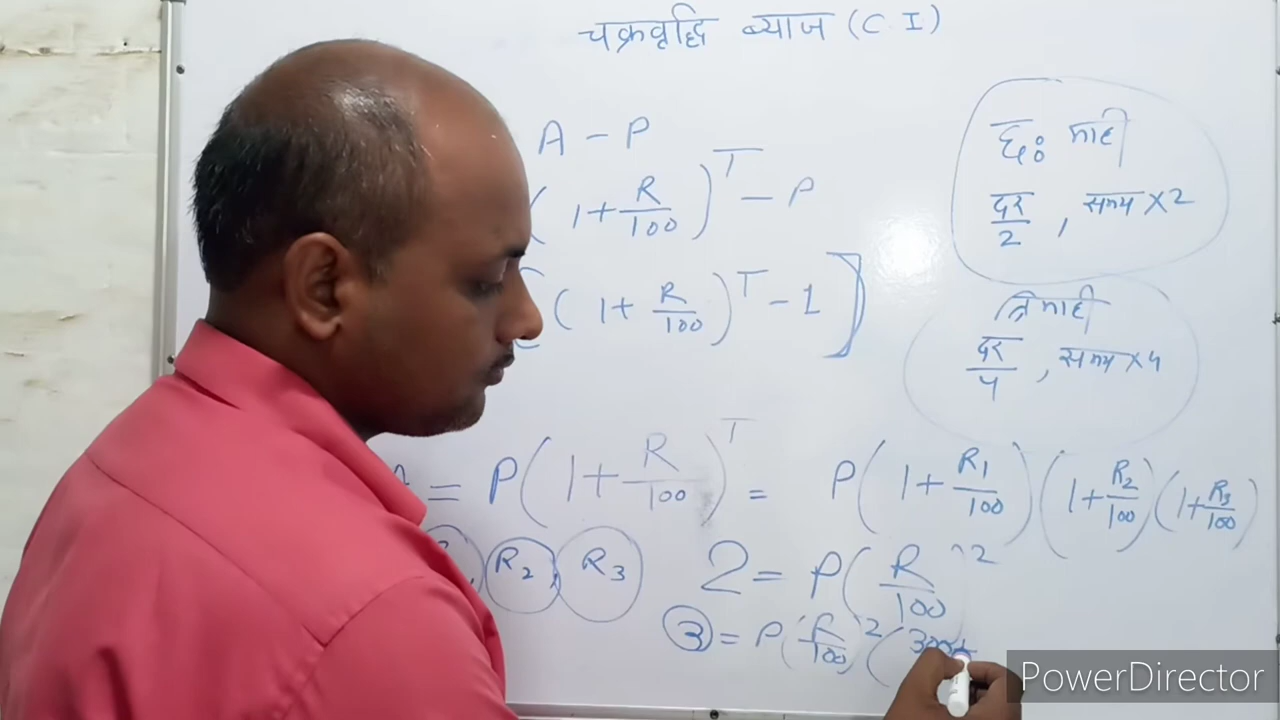 चक्रवृद्धि ब्याज (C.I)
A - P
(1+R/100)^T - P
[(1+R/100)^T - 1]
छः माही
दर/2, समय×2
त्रिमाही
दर/4, समय×4
A = P(1+R/100)^T = P(1+R1/100)(1+R2/100)(1+R3/100)
, R2, R3
2 = P(R/100)^2
3 = P(R/100)^2(
PowerDirector